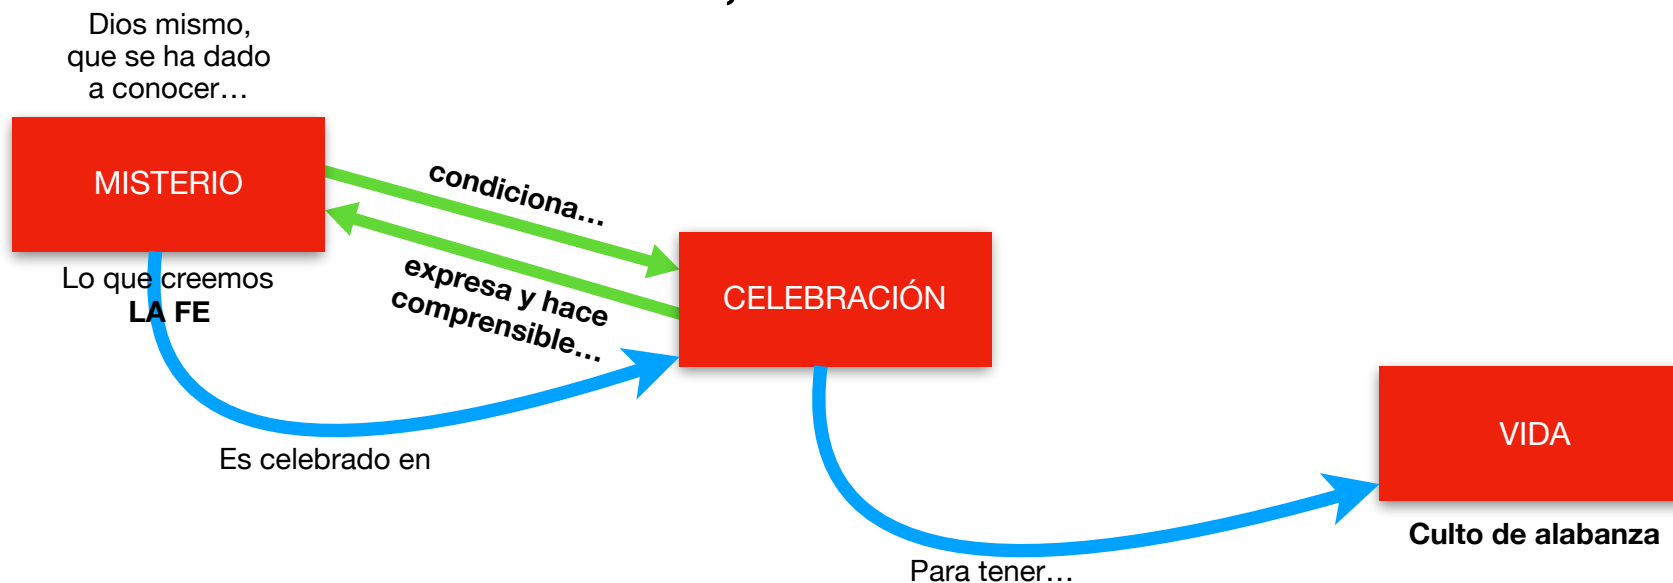 Dios mismo,
que se ha dado
a conocer…
MISTERIO
Lo que creemos
LA FE
condiciona…
expresa y hace
comprensible…
CELEBRACIÓN
Es celebrado en
VIDA
Culto de alabanza
Para tener…